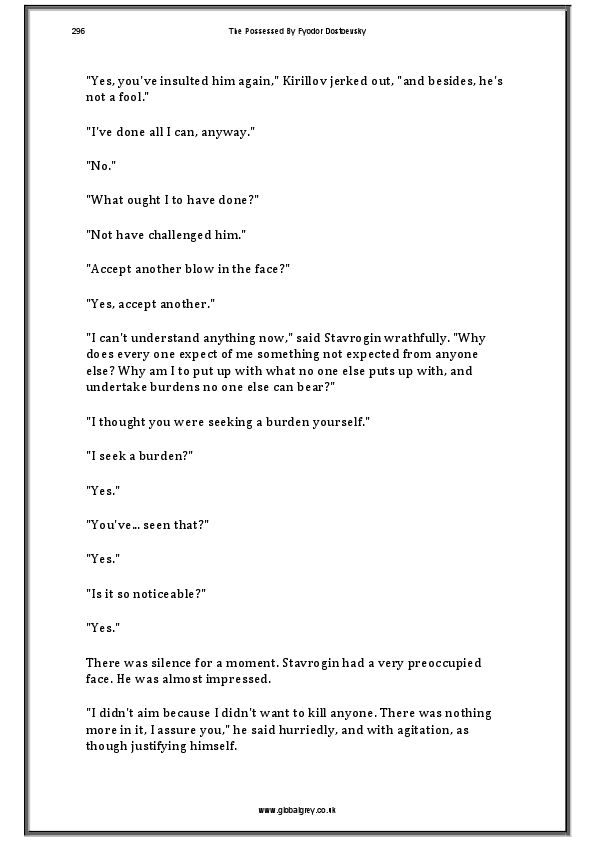 296
The Possessed By Fyodor Dostoevsky
"Yes, you've insulted him again," Kirillov jerked out, "and besides, he's
not a fool."
"I've done all I can, anyway."
"No."
"What ought I to have done?"
"Not have challenged him."
"Accept another blow in the face?"
"Yes, accept another."
"I can't understand anything now," said Stavrogin wrathfully. "Why
does every one expect of me something not expected from anyone
else? Why am I to put up with what no one else puts up with, and
undertake burdens no one else can bear?"
"I thought you were seeking a burden yourself."
"I seek a burden?"
"Yes."
"You've... seen that?"
"Yes."
"Is it so noticeable?"
"Yes."
There was silence for a moment. Stavrogin had a very preoccupied
face. He was almost impressed.
"I didn't aim because I didn't want to kill anyone. There was nothing
more in it, I assure you," he said hurriedly, and with agitation, as
though justifying himself.
www.globalgrey.co.uk